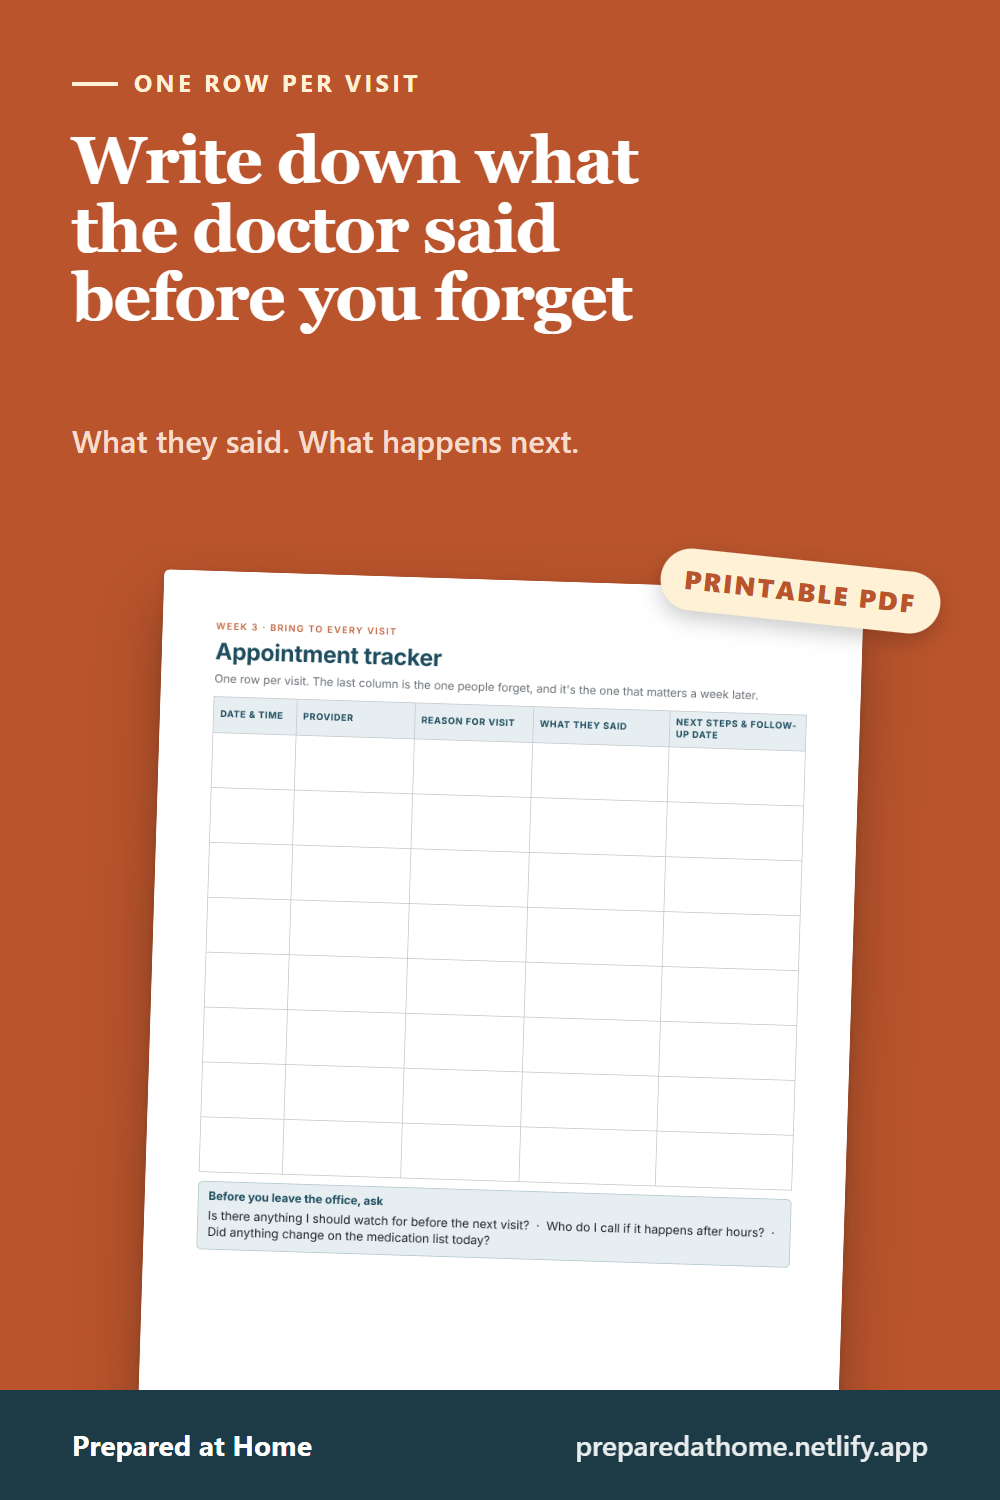 ONE ROW PER VISIT
Write down what
the doctor said
before you forget
What they said. What happens next.
PRINTABLE PDF
WEEK 3 · BRING TO EVERY VISIT
Appointment tracker
One row per visit. The last column is the one people forget, and it's the one that matters a week later.
DATE & TIME PROVIDER REASON FOR VISIT WHAT THEY SAID NEXT STEPS & FOLLOW-
UP DATE
Before you leave the office, ask
Is there anything I should watch for before the next visit? · Who do I call if it happens after hours? ·
Did anything change on the medication list today?
Prepared at Home
preparedathome.netlify.app